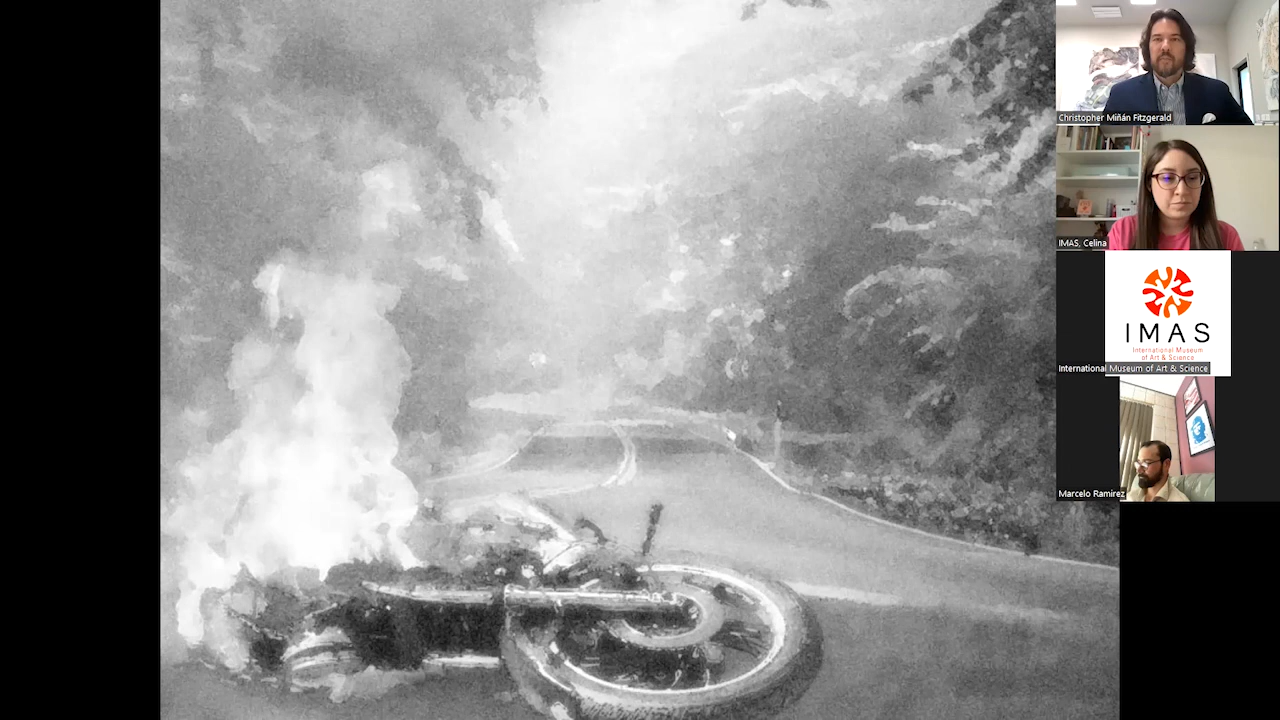 Christopher Miñán Fitzgerald
IMAS, Celina
IMAS
International Museum
of Art & Science
International Museum of Art & Science
Marcelo Ramirez